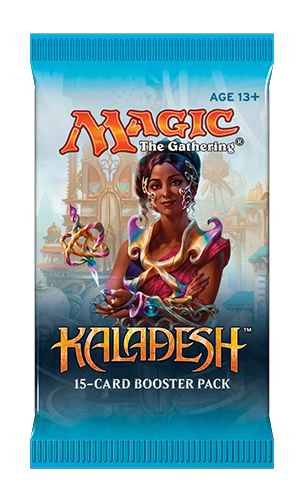 AGE 13+
MAGIC
The Gathering®
KALADESH™
15-CARD BOOSTER PACK